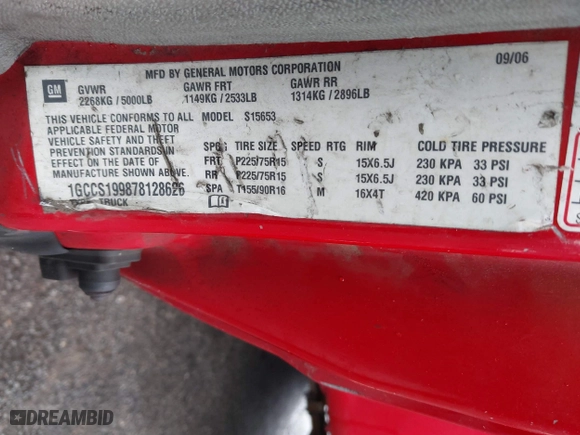 MFD BY GENERAL MOTORS CORPORATION 09/06
GM GVWR GAWR FRT GAWR RR
2268KG / 5000LB 1149KG / 2533LB 1314KG / 2896LB
THIS VEHICLE CONFORMS TO ALL MODEL S15653
APPLICABLE FEDERAL MOTOR
VEHICLE SAFETY AND THEFT SPG TIRE SIZE SPEED RTG RIM COLD TIRE PRESSURE
PREVENTION STANDARDS IN FRT P225/75R15 S 15X6.5J 230 KPA 33 PSI
EFFECT ON THE DATE OF RR P225/75R15 S 15X6.5J 230 KPA 33 PSI
MANUFACTURE SHOWN ABOVE. SPA T155/90R16 M 16X4T 420 KPA 60 PSI
1GCCS199878128626
TRUCK
DREAMBID